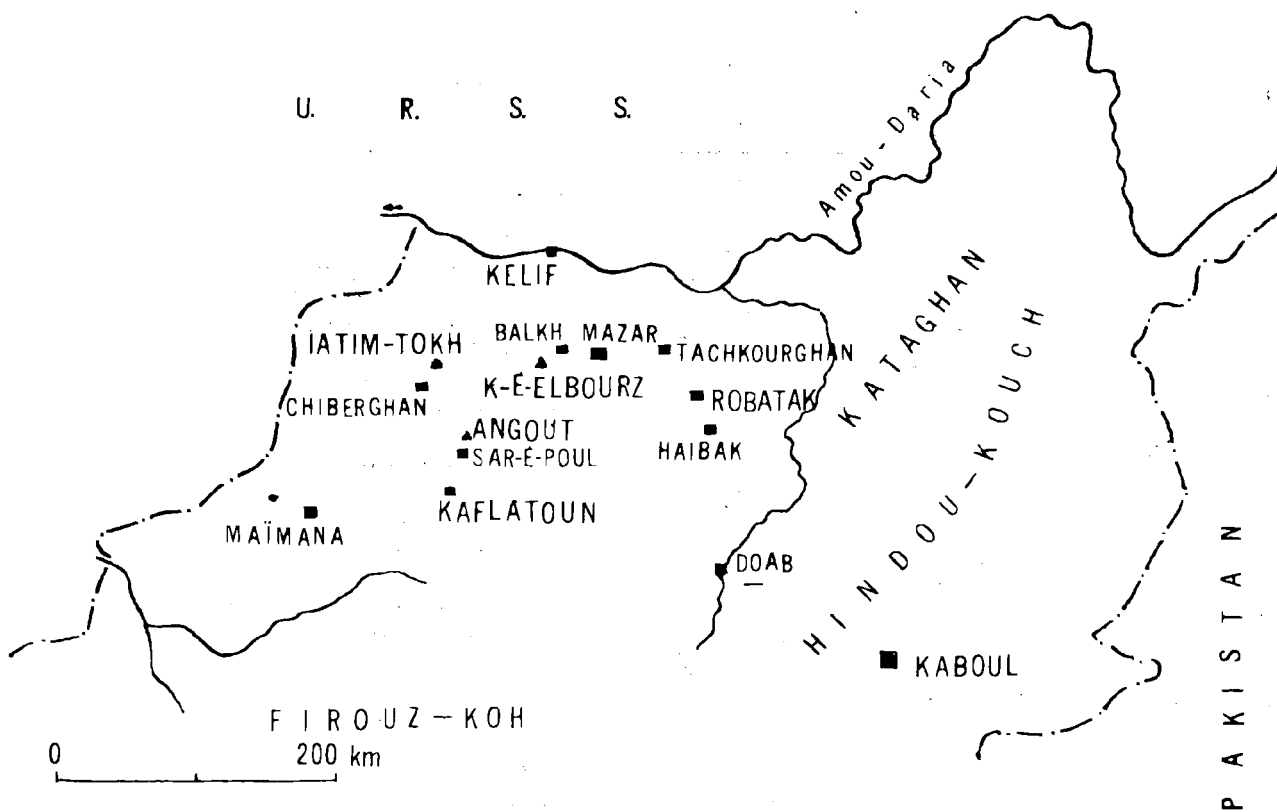 U. R. S. S.
Amou-Daria
KELIF
IATIM-TOKH
BALKH
MAZAR
TACHKOURGHAN
K-É-ELBOURZ
CHIBERGHAN
ROBATAK
KATAGHAN
ANGOUT
SAR-É-POUL
HAIBAK
HINDOU-KOUCH
KAFLATOUN
MAÏMANA
DOAB
KABOUL
PAKISTAN
FIROUZ-KOH
0 200 km